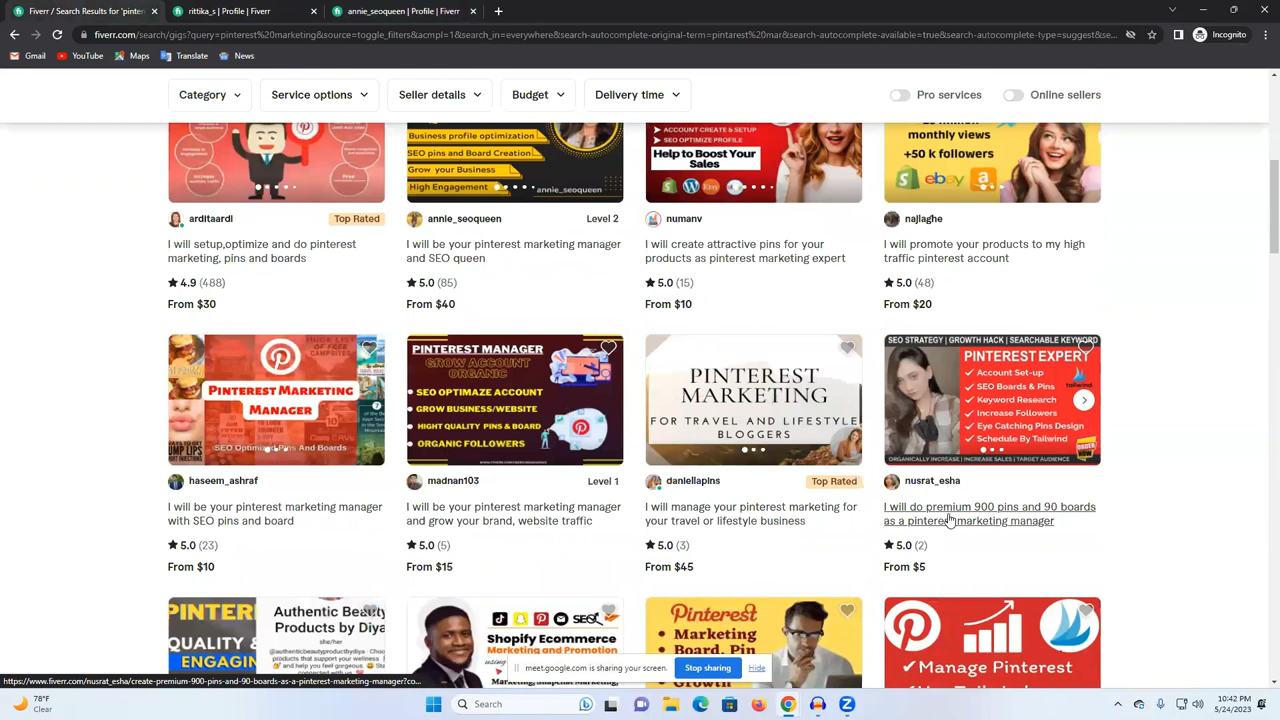 Fiverr / Search Results for 'pinter
rittika_s | Profile | Fiverr
annie_seoqueen | Profile | Fiverr
fiverr.com/search/gigs?query=pinterest%20marketing&source=toggle_filters&acmpl=1&search_in=everywhere&search-autocomplete-original-term=pintarest%20mar&search-autocomplete-available=true&search-autocomplete-type=suggest&se...
Incognito
Gmail
YouTube
Maps
Translate
News
Category
Service options
Seller details
Budget
Delivery time
Pro services
Online sellers
Business profile optimization
SEO pins and Board Creation
Grow your Business
High Engagement
annie_seoqueen
ACCOUNT CREATE & SETUP
SEO OPTIMIZE PROFILE
Help to Boost Your
Sales
monthly views
+50 k followers
ebay
arditaardi
Top Rated
annie_seoqueen
Level 2
numanv
najlaghe
I will setup,optimize and do pinterest
marketing, pins and boards
I will be your pinterest marketing manager
and SEO queen
I will create attractive pins for your
products as pinterest marketing expert
I will promote your products to my high
traffic pinterest account
4.9 (488)
5.0 (85)
5.0 (15)
5.0 (48)
From $30
From $40
From $10
From $20
PINTEREST MARKETING
MANAGER
SEO Optimized Pins And Boards
PINTEREST MANAGER
GROW ACCOUNT
ORGANIC
SEO OPTIMAZE ACCOUNT
GROW BUSINESS/WEBSITE
HIGHT QUALITY PINS & BOARD
ORGANIC FOLLOWERS
PINTEREST
MARKETING
FOR TRAVEL AND LIFESTYLE
BLOGGERS
SEO STRATEGY | GROWTH HACK | SEARCHABLE KEYWORD
PINTEREST EXPERT
Account Set-up
SEO Boards & Pins
Keyword Research
Increase Followers
Eye Catching Pins Design
Schedule By Tailwind
tailwind
ORGANICALLY INCREASE | INCREASE SALES | TARGET AUDIENCE
haseem_ashraf
madnan103
Level 1
daniellapins
Top Rated
nusrat_esha
I will be your pinterest marketing manager
with SEO pins and board
I will be your pinterest marketing manager
and grow your brand, website traffic
I will manage your pinterest marketing for
your travel or lifestyle business
I will do premium 900 pins and 90 boards
as a pinterest marketing manager
5.0 (23)
5.0 (5)
5.0 (3)
5.0 (2)
From $10
From $15
From $45
From $5
PINTER
QUALITY &
ENGAGIN
Authentic Beauty
Products by Diya
she/her
Shopify Ecommerce
Marketing and Promotion
Pinterest
Marketing
Board, Pin
Growth
Manage Pinterest
meet.google.com is sharing your screen.
Stop sharing
Hide
https://www.fiverr.com/nusrat_esha/create-premium-900-pins-and-90-boards-as-a-pinterest-marketing-manager?co...
78°F
Clear
Search
10:42 PM
5/24/2023